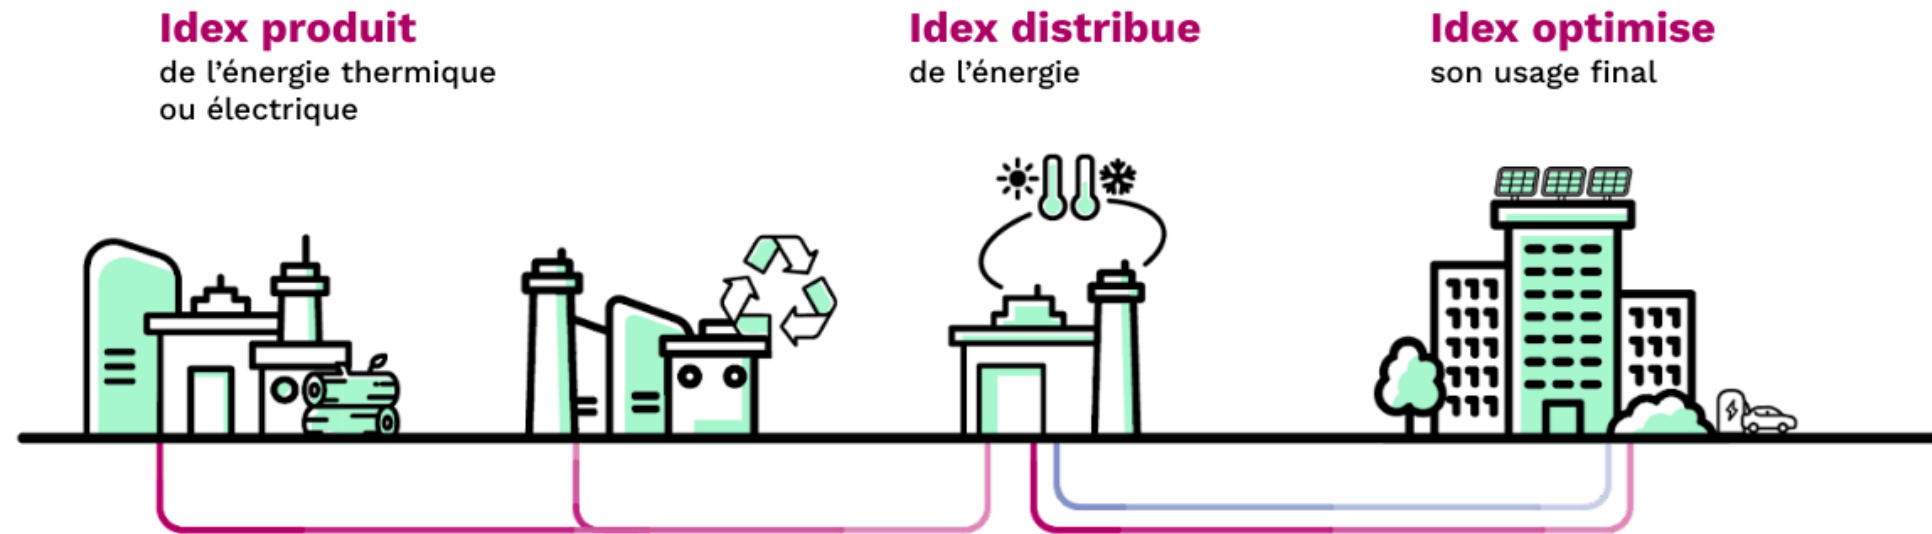 Idex produit
de l’énergie thermique
ou électrique
Idex distribue
de l’énergie
Idex optimise
son usage final